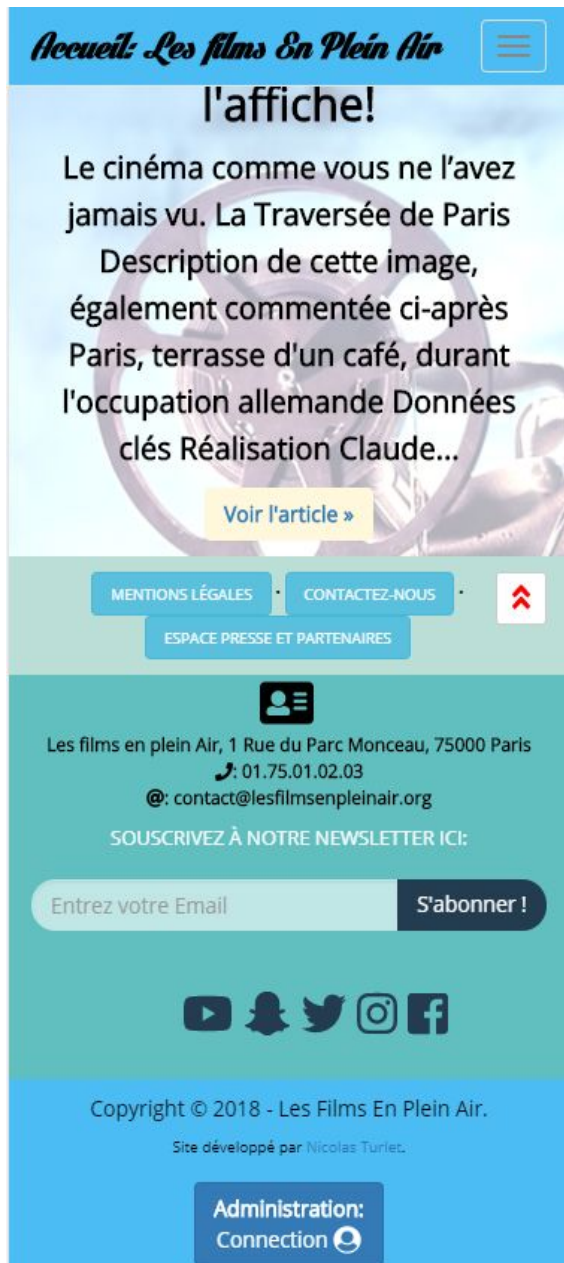 Accueil: Les films En Plein Air
l'affiche!
Le cinéma comme vous ne l’avez
jamais vu. La Traversée de Paris
Description de cette image,
également commentée ci-après
Paris, terrasse d'un café, durant
l'occupation allemande Données
clés Réalisation Claude...
Voir l'article »
MENTIONS LÉGALES · CONTACTEZ-NOUS ·
ESPACE PRESSE ET PARTENAIRES
Les films en plein Air, 1 Rue du Parc Monceau, 75000 Paris
: 01.75.01.02.03
@: contact@lesfilmsenpleinair.org
SOUSCRIVEZ À NOTRE NEWSLETTER ICI:
Entrez votre Email S'abonner !
Copyright © 2018 - Les Films En Plein Air.
Site développé par Nicolas Turlet.
Administration:
Connection